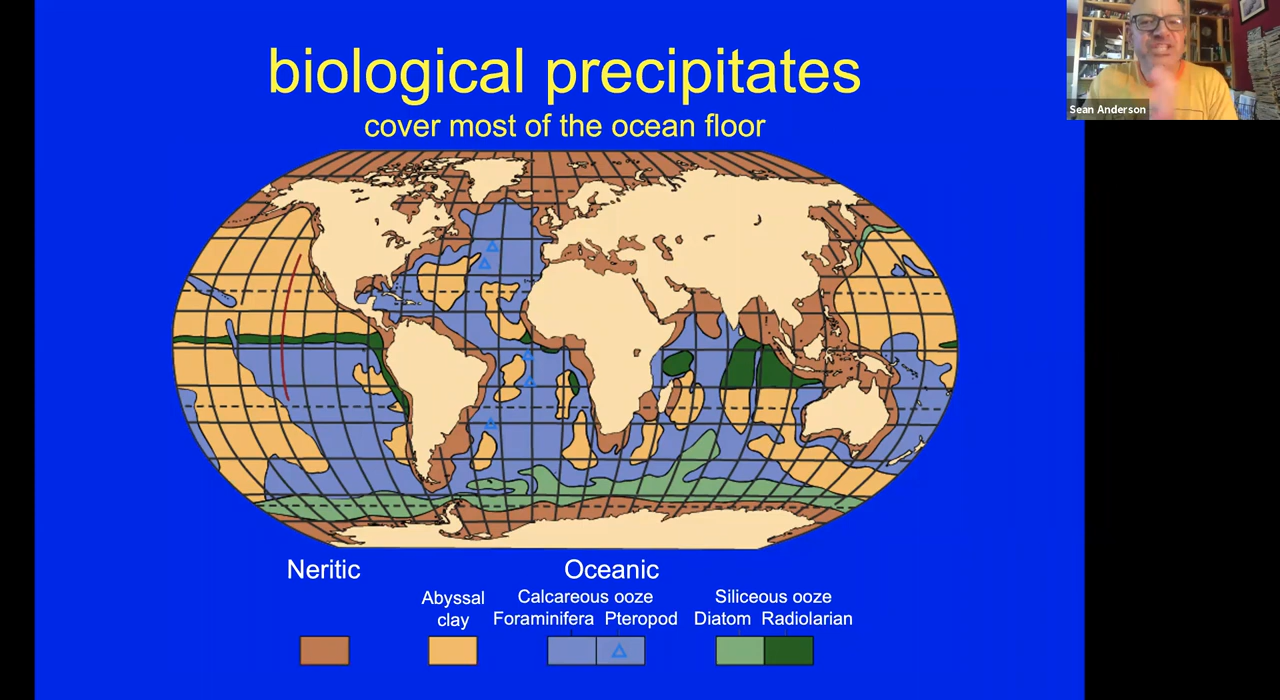 biological precipitates
cover most of the ocean floor
Sean Anderson
Neritic
Oceanic
Abyssal clay
Calcareous ooze
Foraminifera Pteropod
Siliceous ooze
Diatom Radiolarian